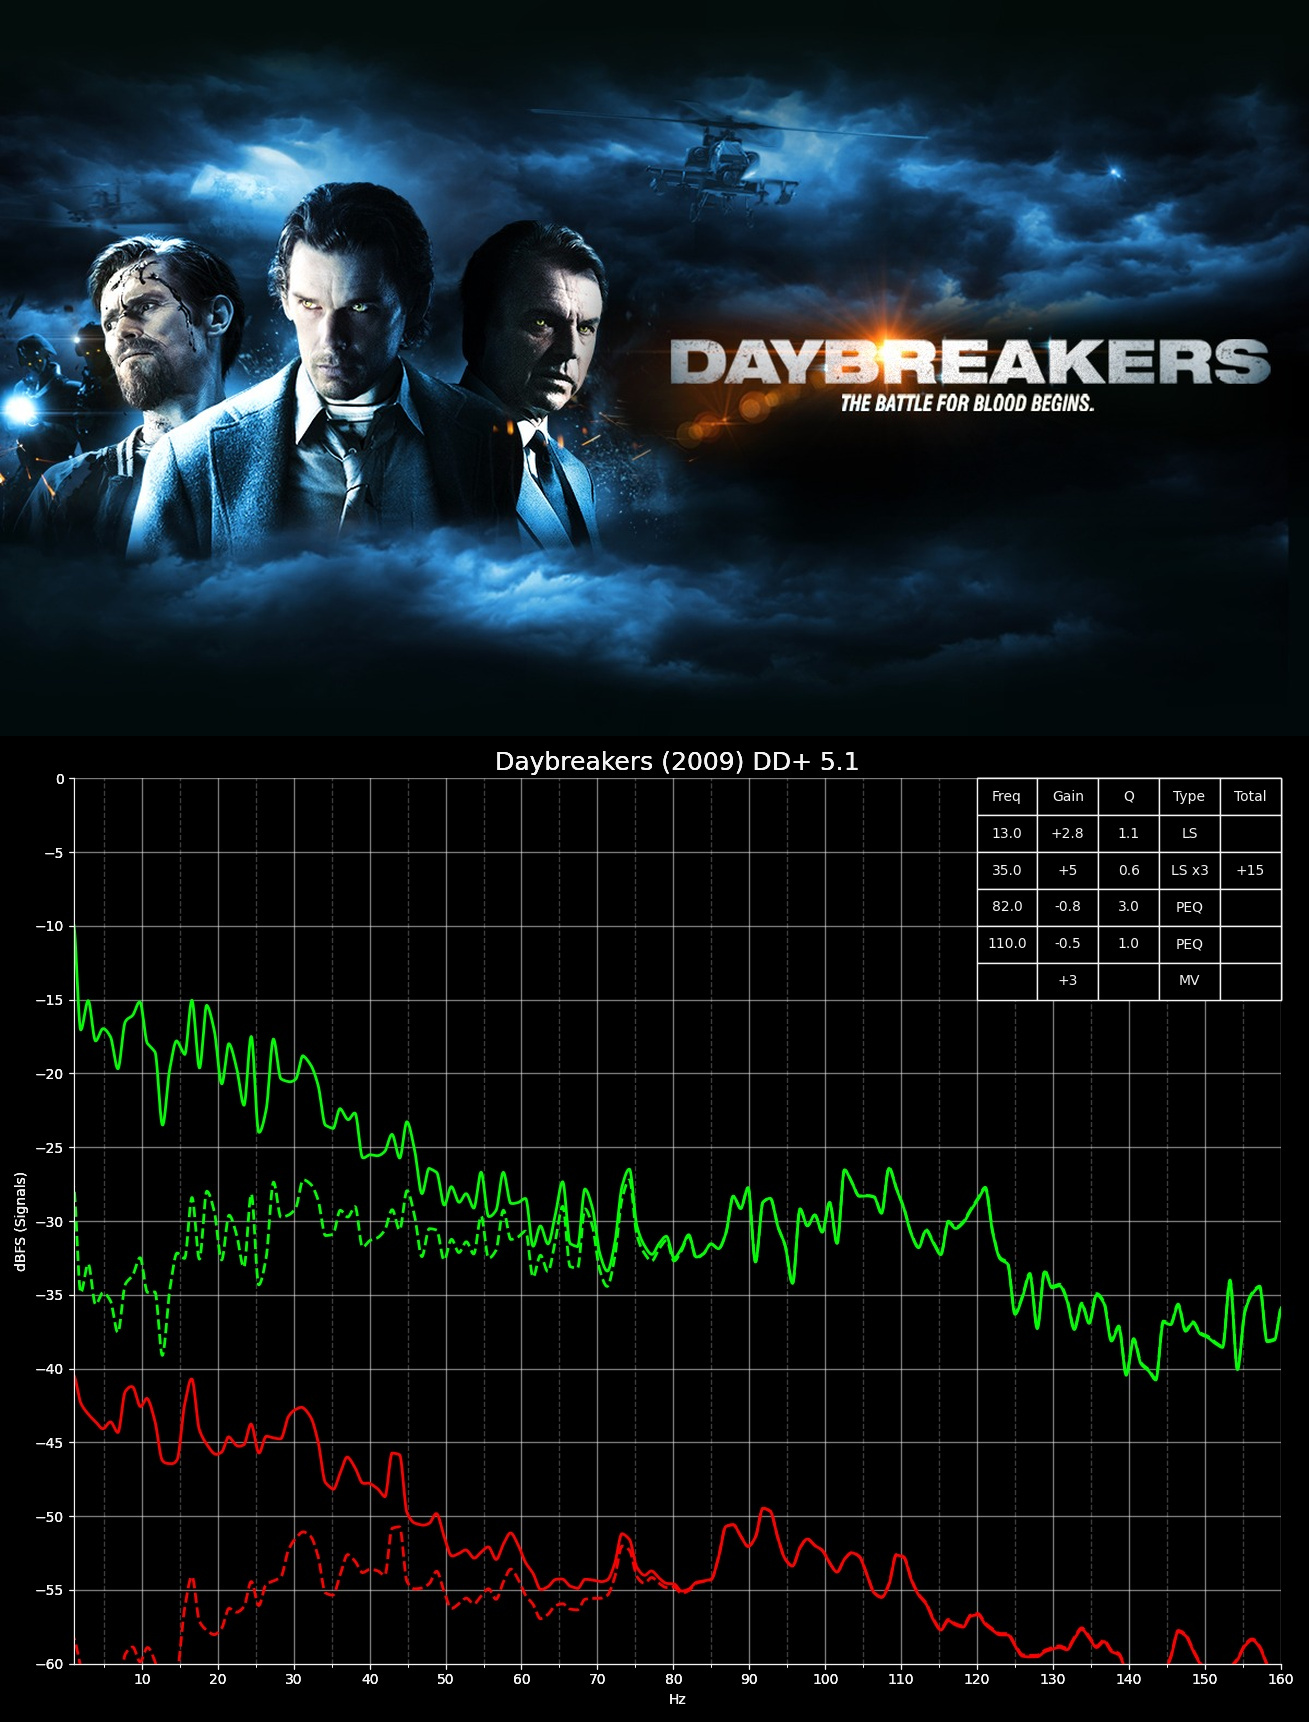 DAYBREAKERS
THE BATTLE FOR BLOOD BEGINS.
Daybreakers (2009) DD+ 5.1
Freq Gain Q Type Total
13.0 +2.8 1.1 LS
35.0 +5 0.6 LS x3 +15
82.0 -0.8 3.0 PEQ
110.0 -0.5 1.0 PEQ
+3 MV
0
−5
−10
−15
−20
−25
−30
−35
−40
−45
−50
−55
−60
dBFS (Signals)
10 20 30 40 50 60 70 80 90 100 110 120 130 140 150 160
Hz